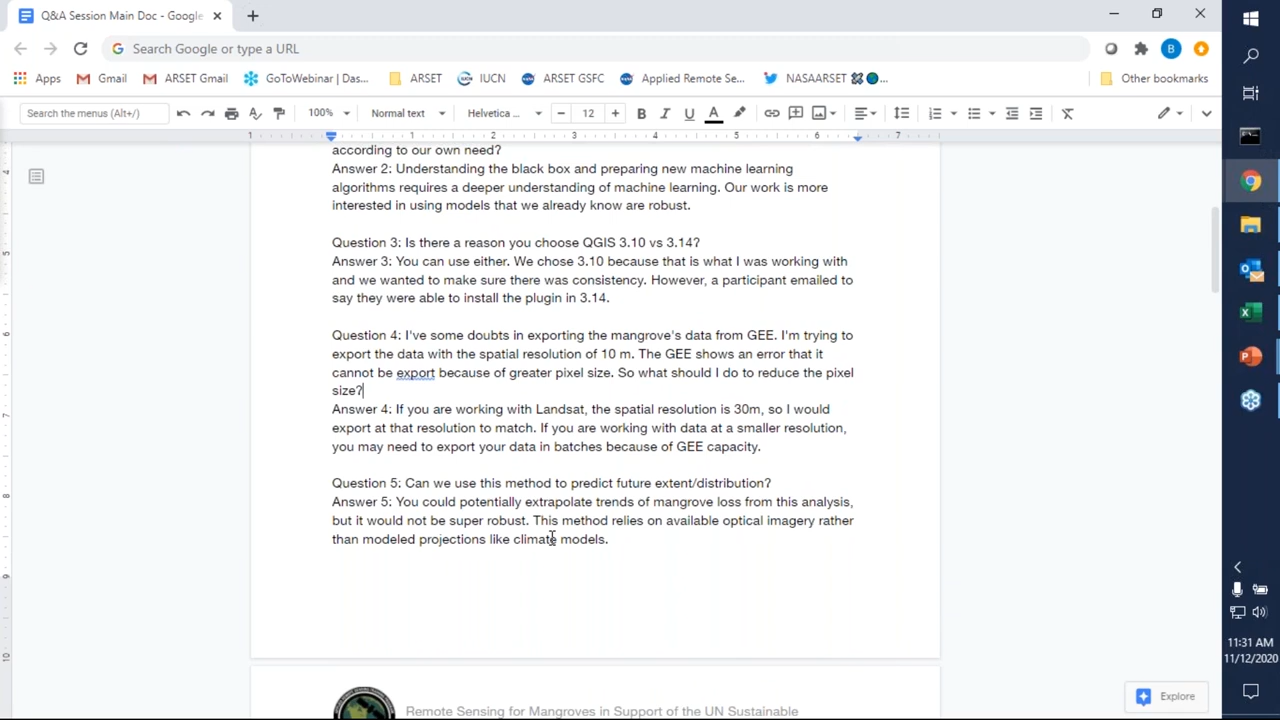 Q&A Session Main Doc - Google
Search Google or type a URL
Apps
Gmail
ARSET Gmail
GoToWebinar | Das...
ARSET
IUCN
ARSET GSFC
Applied Remote Se...
NASAARSET
Other bookmarks
Search the menus (Alt+/)
100%
Normal text
Helvetica ...
12
B
I
U
A
1
1
2
3
4
5
6
7
according to our own need?
Answer 2: Understanding the black box and preparing new machine learning
algorithms requires a deeper understanding of machine learning. Our work is more
interested in using models that we already know are robust.
Question 3: Is there a reason you choose QGIS 3.10 vs 3.14?
Answer 3: You can use either. We chose 3.10 because that is what I was working with
and we wanted to make sure there was consistency. However, a participant emailed to
say they were able to install the plugin in 3.14.
Question 4: I've some doubts in exporting the mangrove's data from GEE. I'm trying to
export the data with the spatial resolution of 10 m. The GEE shows an error that it
cannot be export because of greater pixel size. So what should I do to reduce the pixel
size?
Answer 4: If you are working with Landsat, the spatial resolution is 30m, so I would
export at that resolution to match. If you are working with data at a smaller resolution,
you may need to export your data in batches because of GEE capacity.
Question 5: Can we use this method to predict future extent/distribution?
Answer 5: You could potentially extrapolate trends of mangrove loss from this analysis,
but it would not be super robust. This method relies on available optical imagery rather
than modeled projections like climate models.
Remote Sensing for Mangroves in Support of the UN Sustainable
Explore
11:31 AM
11/12/2020